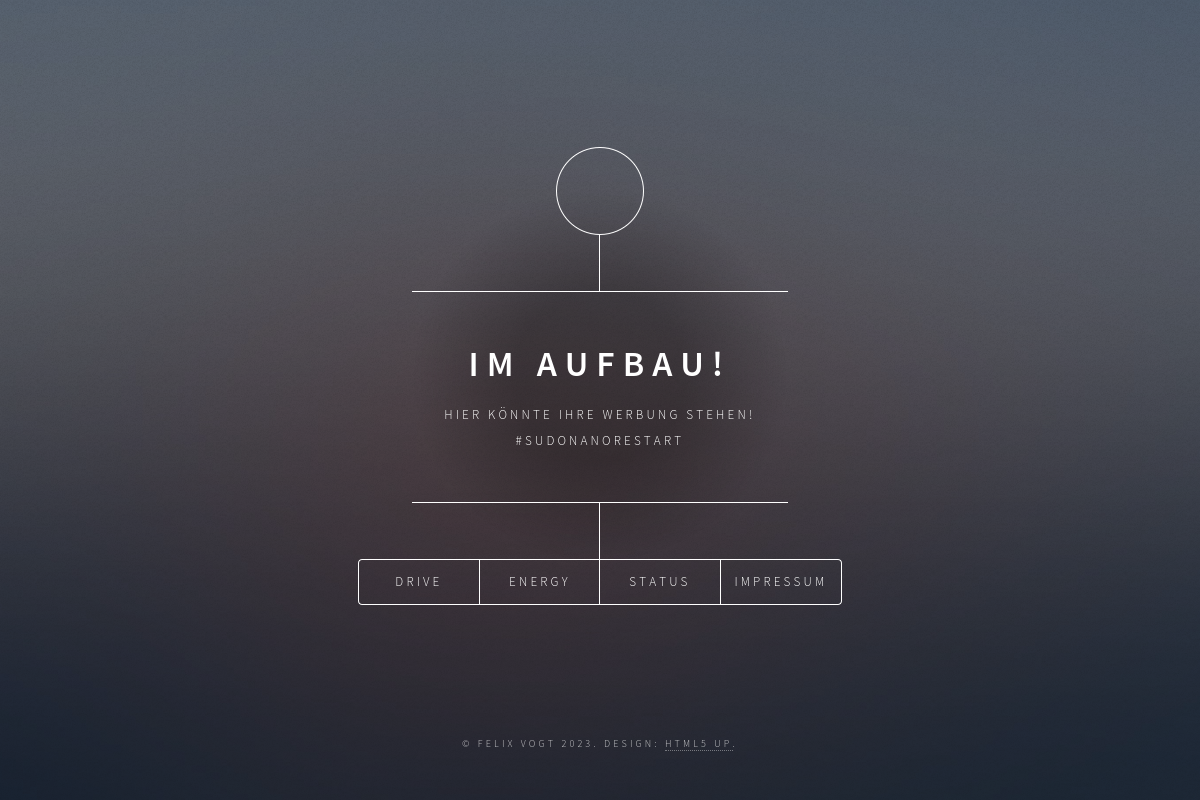 IM AUFBAU!
HIER KÖNNTE IHRE WERBUNG STEHEN!
#SUDONANORESTART
DRIVE
ENERGY
STATUS
IMPRESSUM
© FELIX VOGT 2023. DESIGN: HTML5 UP.